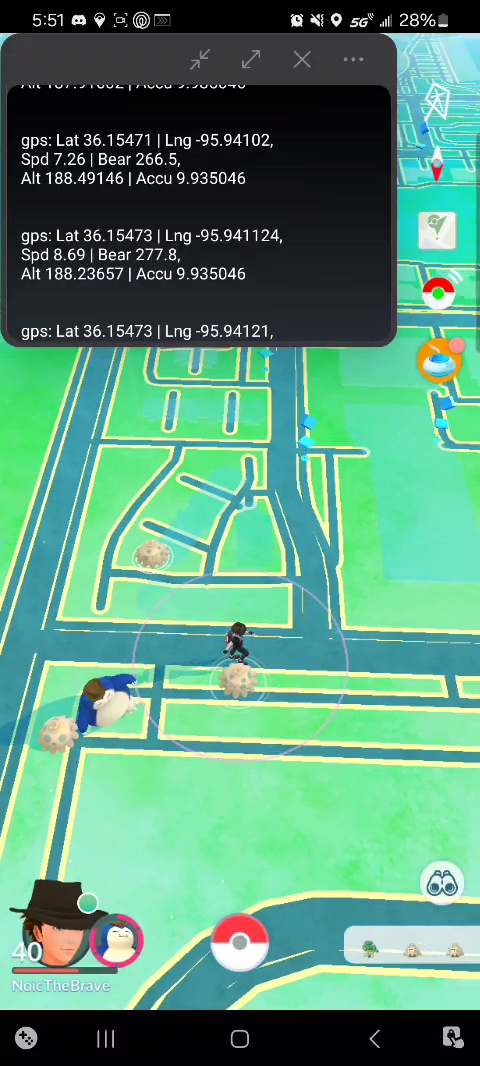 5:51
5G
28%
gps: Lat 36.15471 | Lng -95.94102,
Spd 7.26 | Bear 266.5,
Alt 188.49146 | Accu 9.935046
gps: Lat 36.15473 | Lng -95.941124,
Spd 8.69 | Bear 277.8,
Alt 188.23657 | Accu 9.935046
gps: Lat 36.15473 | Lng -95.94121,
40
NoicTheBrave